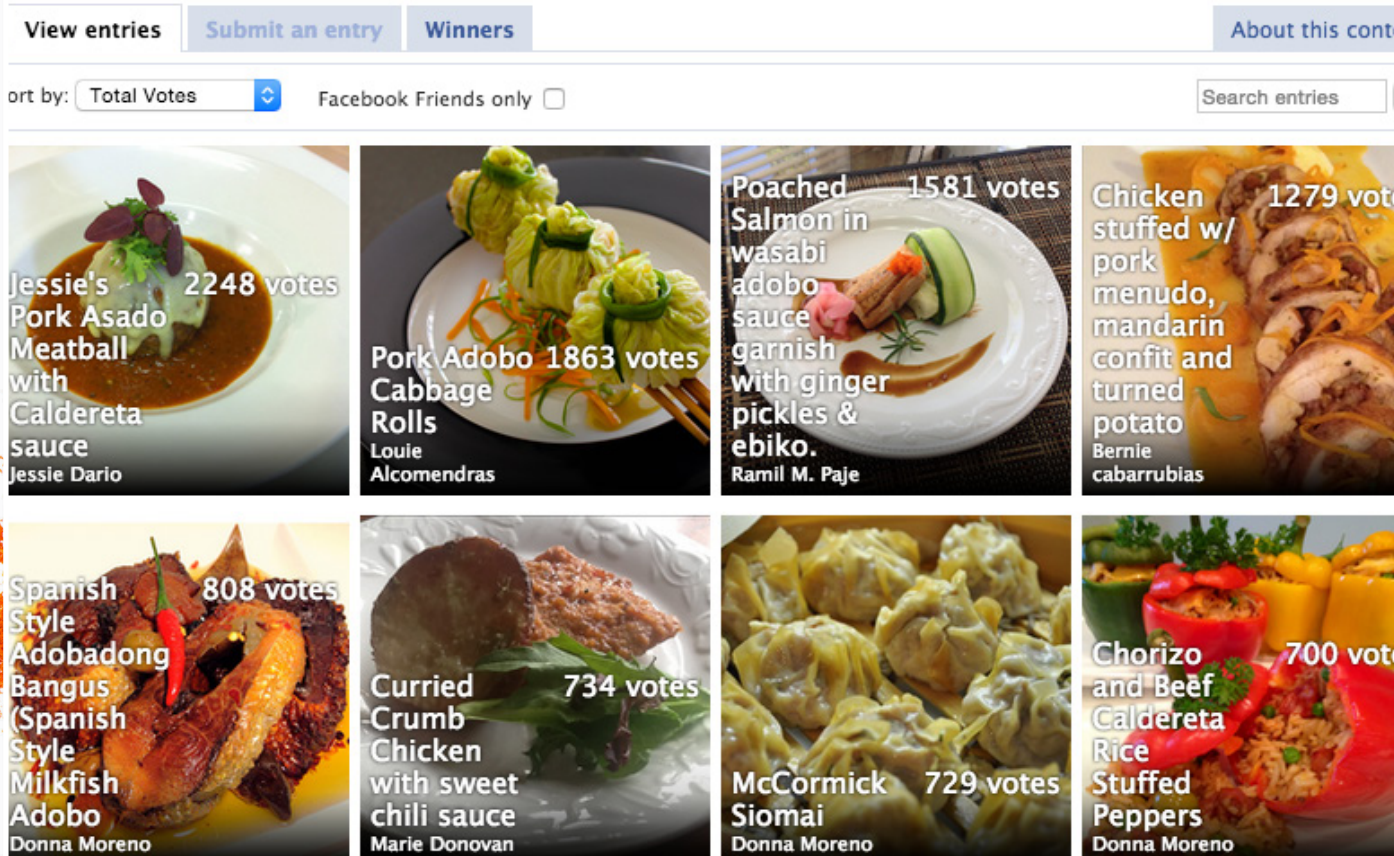 View entries
Submit an entry
Winners
About this cont
ort by:
Total Votes
Facebook Friends only
Search entries
Jessie's
Pork Asado
Meatball
with
Caldereta
sauce
2248 votes
Jessie Dario
Pork Adobo
Cabbage
Rolls
1863 votes
Louie
Alcomendras
Poached
Salmon in
wasabi
adobo
sauce
garnish
with ginger
pickles &
ebiko.
1581 votes
Ramil M. Paje
Chicken
stuffed w/
pork
menudo,
mandarin
confit and
turned
potato
1279 vote
Bernie
cabarrubias
Spanish
Style
Adobadong
Bangus
(Spanish
Style
Milkfish
Adobo
808 votes
Donna Moreno
Curried
Crumb
Chicken
with sweet
chili sauce
734 votes
Marie Donovan
McCormick
Siomai
729 votes
Donna Moreno
Chorizo
and Beef
Caldereta
Rice
Stuffed
Peppers
700 vote
Donna Moreno